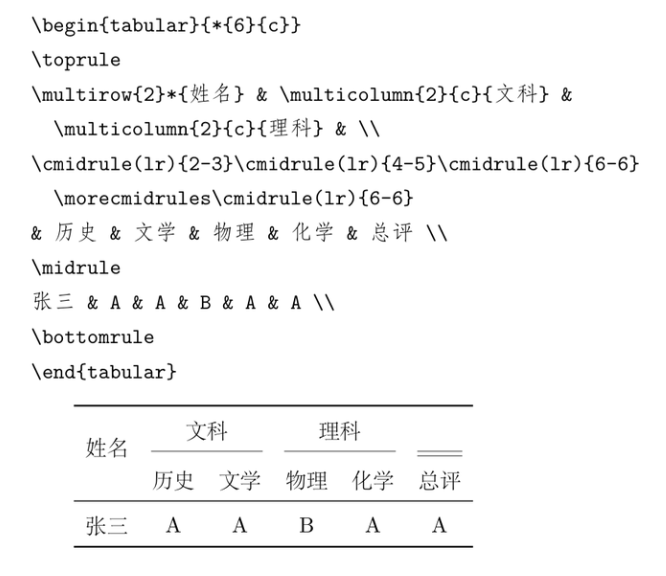 \begin{tabular}{*{6}{c}}
\toprule
\multirow{2}*{姓名} & \multicolumn{2}{c}{文科} &
\multicolumn{2}{c}{理科} & \\
\cmidrule(lr){2-3}\cmidrule(lr){4-5}\cmidrule(lr){6-6}
\morecmidrules\cmidrule(lr){6-6}
& 历史 & 文学 & 物理 & 化学 & 总评 \\
\midrule
张三 & A & A & B & A & A \\
\bottomrule
\end{tabular}
姓名 文科 理科
历史 文学 物理 化学 总评
张三 A A B A A